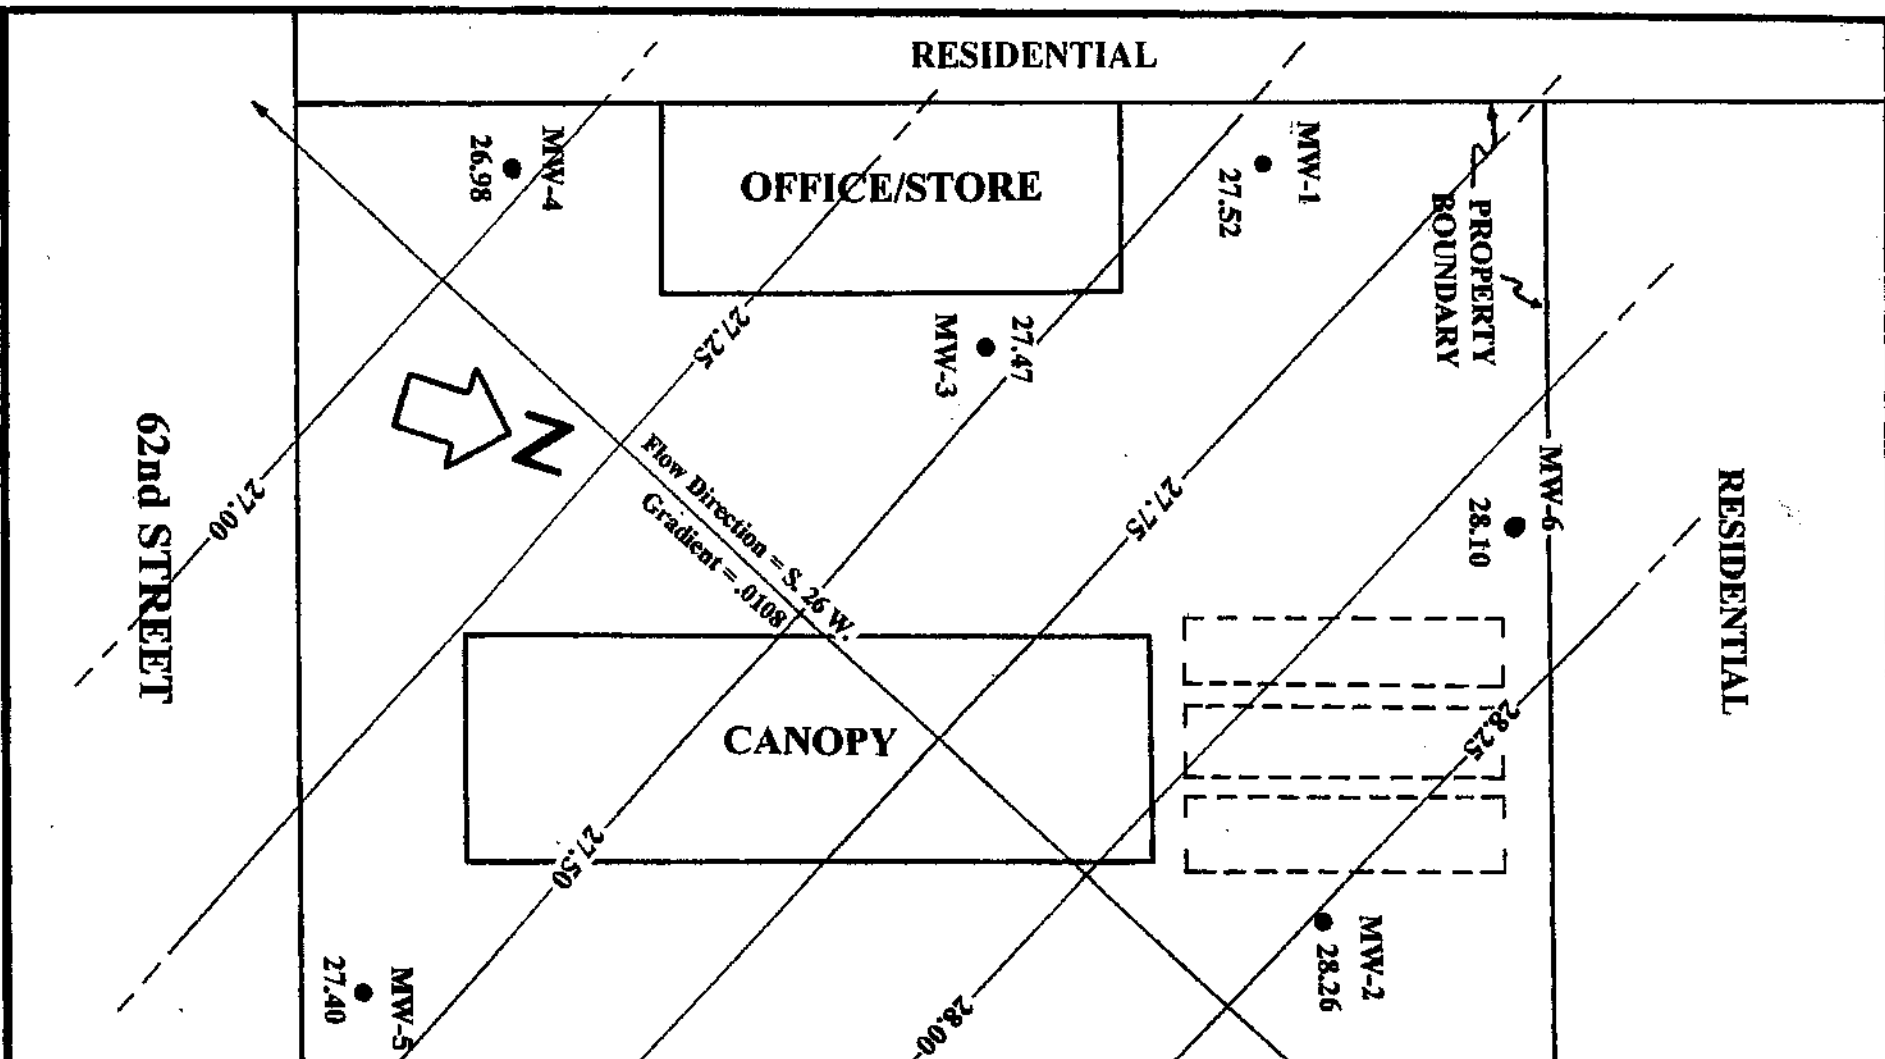 RESIDENTIAL
OFFICE/STORE
MW-4
26.98
MW-1
27.52
PROPERTY
BOUNDARY
27.47
MW-3
27.25
N
62nd STREET
27.00
Flow Direction = S. 26 W.
Gradient = .0108
27.75
MW-6
28.10
RESIDENTIAL
CANOPY
28.25
27.50
MW-2
28.26
MW-5
27.40
28.00